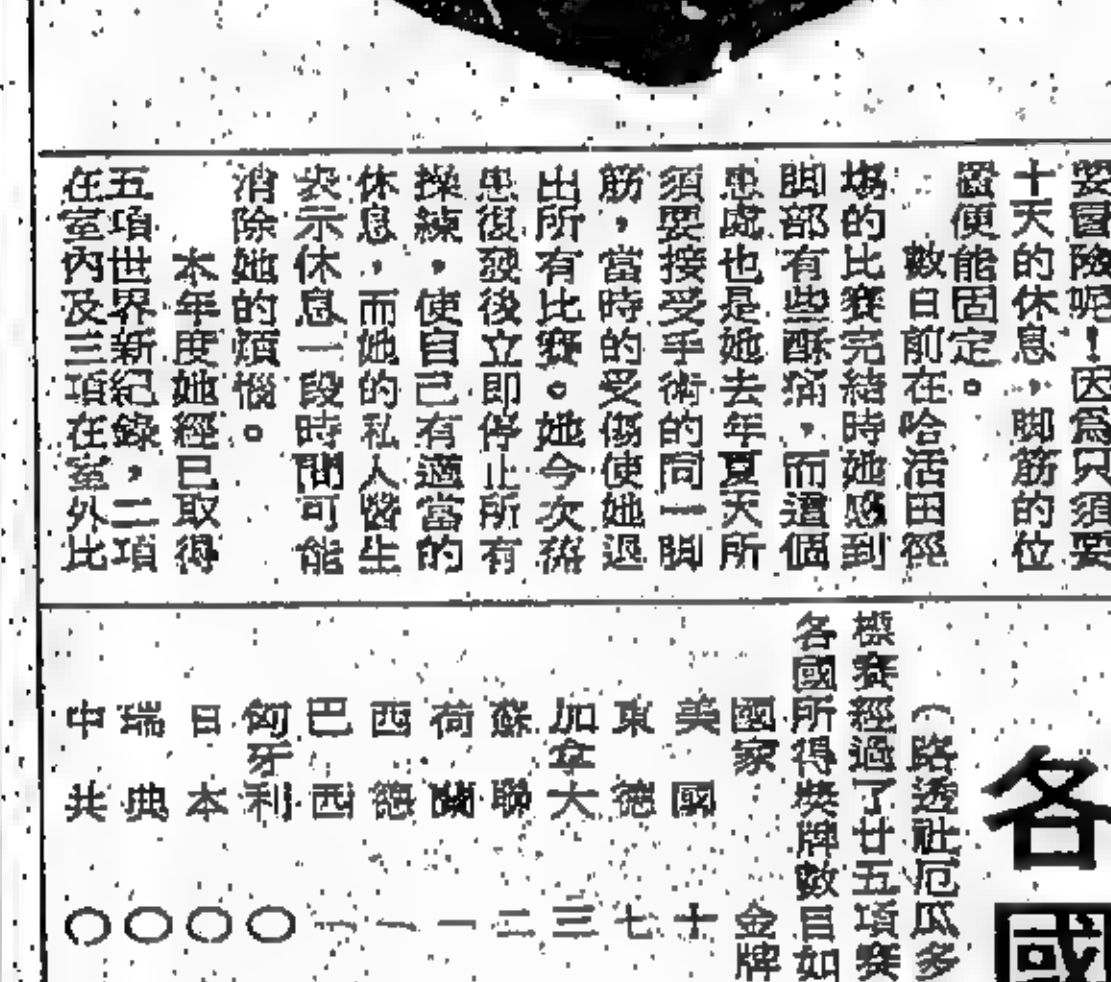 要冒險呢！因爲只須要
十天的休息，脚筋的位
置便能固定。
數日前在哈活田徑
塲的比賽完結時她感到
脚部有些酥痛，而這個
患處也是她去年夏天所
須要接受手術的同一脚
筋，當時的受傷使她退
出所有比賽。她今次舊
患復發後立即停止所有
操練，使自己有適當的
休息，而她的私人醫生
表示休息一段時間可能
消除她的煩惱。
本年度她經已取得
五項世界新紀錄，二項
在室內及三項在室外比
各國
（路透社厄瓜多
標賽經過了廿五項賽
各國所得獎牌數目如
國家 金牌
美國 十
東德 七
加拿大 三
蘇聯 二
荷蘭 一
西德 一
巴西 一
匈牙利 〇
日本 〇
瑞典 〇
中共 〇